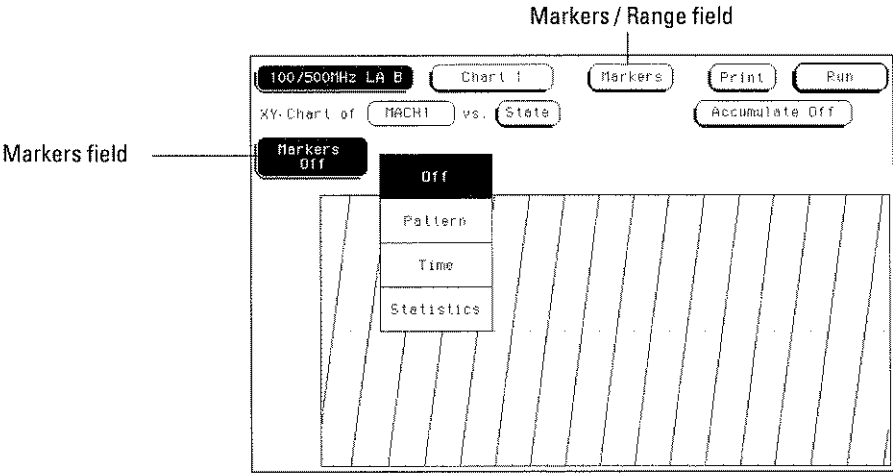 Markers / Range field
100/500MHz LA B Chart 1 Markers Print Run
XY-Chart of MACH1 vs. State Accumulate Off
Markers field
Markers
Off
Off
Pattern
Time
Statistics